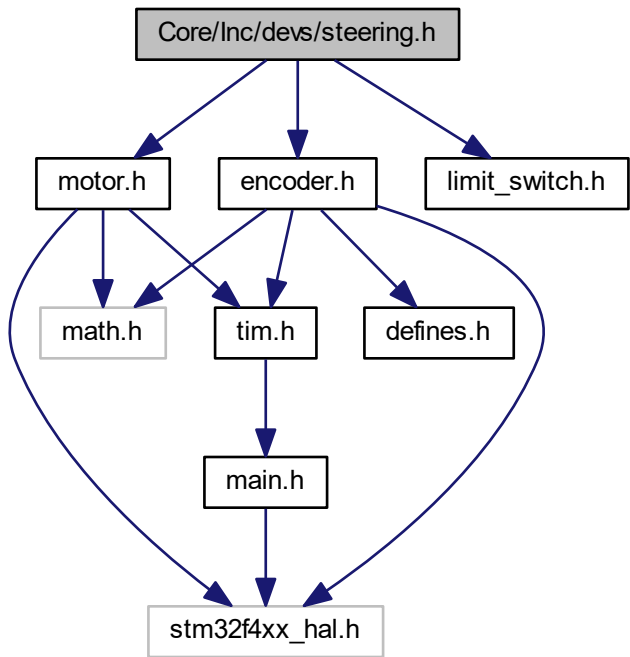 Core/Inc/devs/steering.h
motor.h
encoder.h
limit_switch.h
math.h
tim.h
defines.h
main.h
stm32f4xx_hal.h